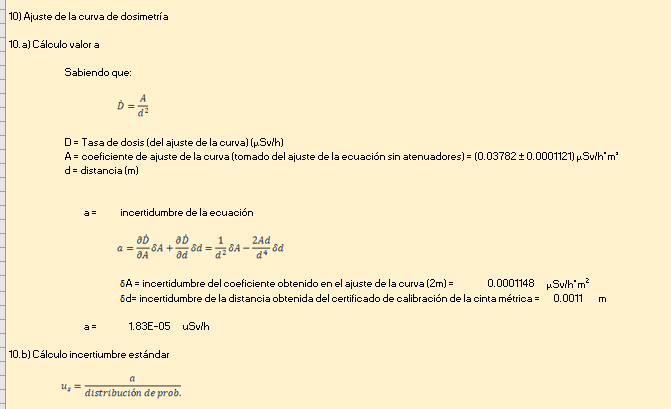 10) Ajuste de la curva de dosimetría
10.a) Cálculo valor a
Sabiendo que:
Ḋ = A/d²
D = Tasa de dosis (del ajuste de la curva) (µSv/h)
A = coeficiente de ajuste de la curva (tomado del ajuste de la ecuación sin atenuadores) = (0.03782 ± 0.0001121) µSv/h*m²
d = distancia (m)
a = incertidumbre de la ecuación
a = ∂Ḋ/∂A δA + ∂Ḋ/∂d δd = 1/d² δA − 2Ad/d⁴ δd
δA = incertidumbre del coeficiente obtenido en el ajuste de la curva (2m) = 0.0001148 µSv/h*m²
δd= incertidumbre de la distancia obtenida del certificado de calibración de la cinta métrica = 0.0011 m
a = 1.83E-05 uSv/h
10.b) Cálculo incertiumbre estándar
uₛ = a/distribución de prob.